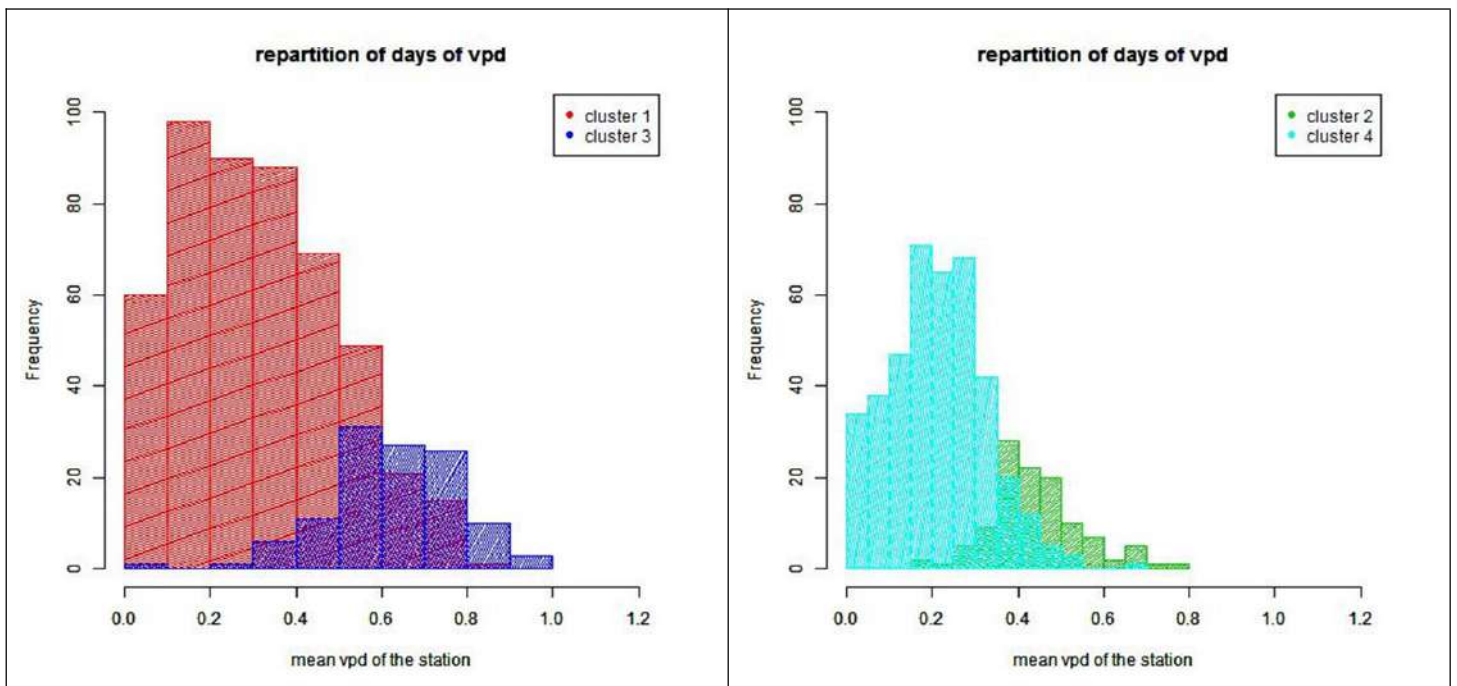 repartition of days of vpd
cluster 1
cluster 3
100
80
60
40
20
0
Frequency
0.0 0.2 0.4 0.6 0.8 1.0 1.2
mean vpd of the station
repartition of days of vpd
cluster 2
cluster 4
100
80
60
40
20
0
Frequency
0.0 0.2 0.4 0.6 0.8 1.0 1.2
mean vpd of the station